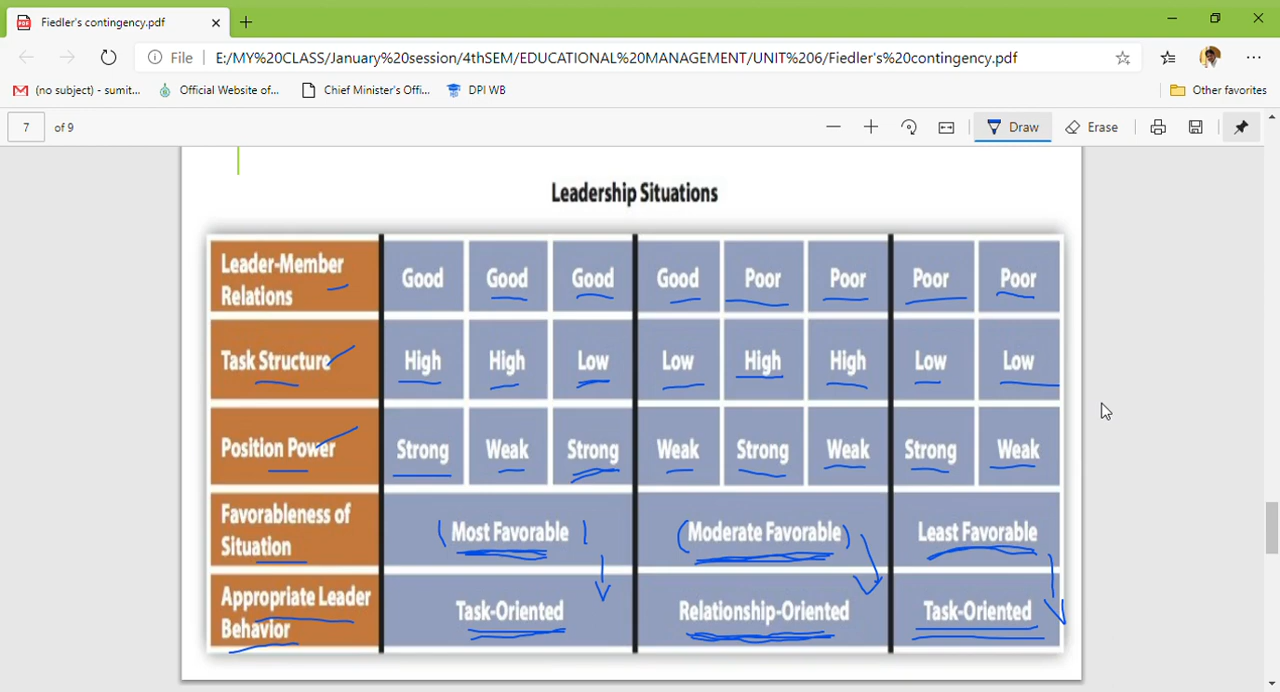 Fiedler's contingency.pdf
File
E:/MY%20CLASS/January%20session/4thSEM/EDUCATIONAL%20MANAGEMENT/UNIT%206/Fiedler's%20contingency.pdf
(no subject) - sumit...
Official Website of...
Chief Minister's Offi...
DPI WB
Other favorites
7 of 9
Draw
Erase
Leadership Situations
Leader-Member
Relations
Good Good Good Good Poor Poor Poor Poor
Task Structure High High Low Low High High Low Low
Position Power Strong Weak Strong Weak Strong Weak Strong Weak
Favorableness of
Situation
Most Favorable Moderate Favorable Least Favorable
Appropriate Leader
Behavior
Task-Oriented Relationship-Oriented Task-Oriented